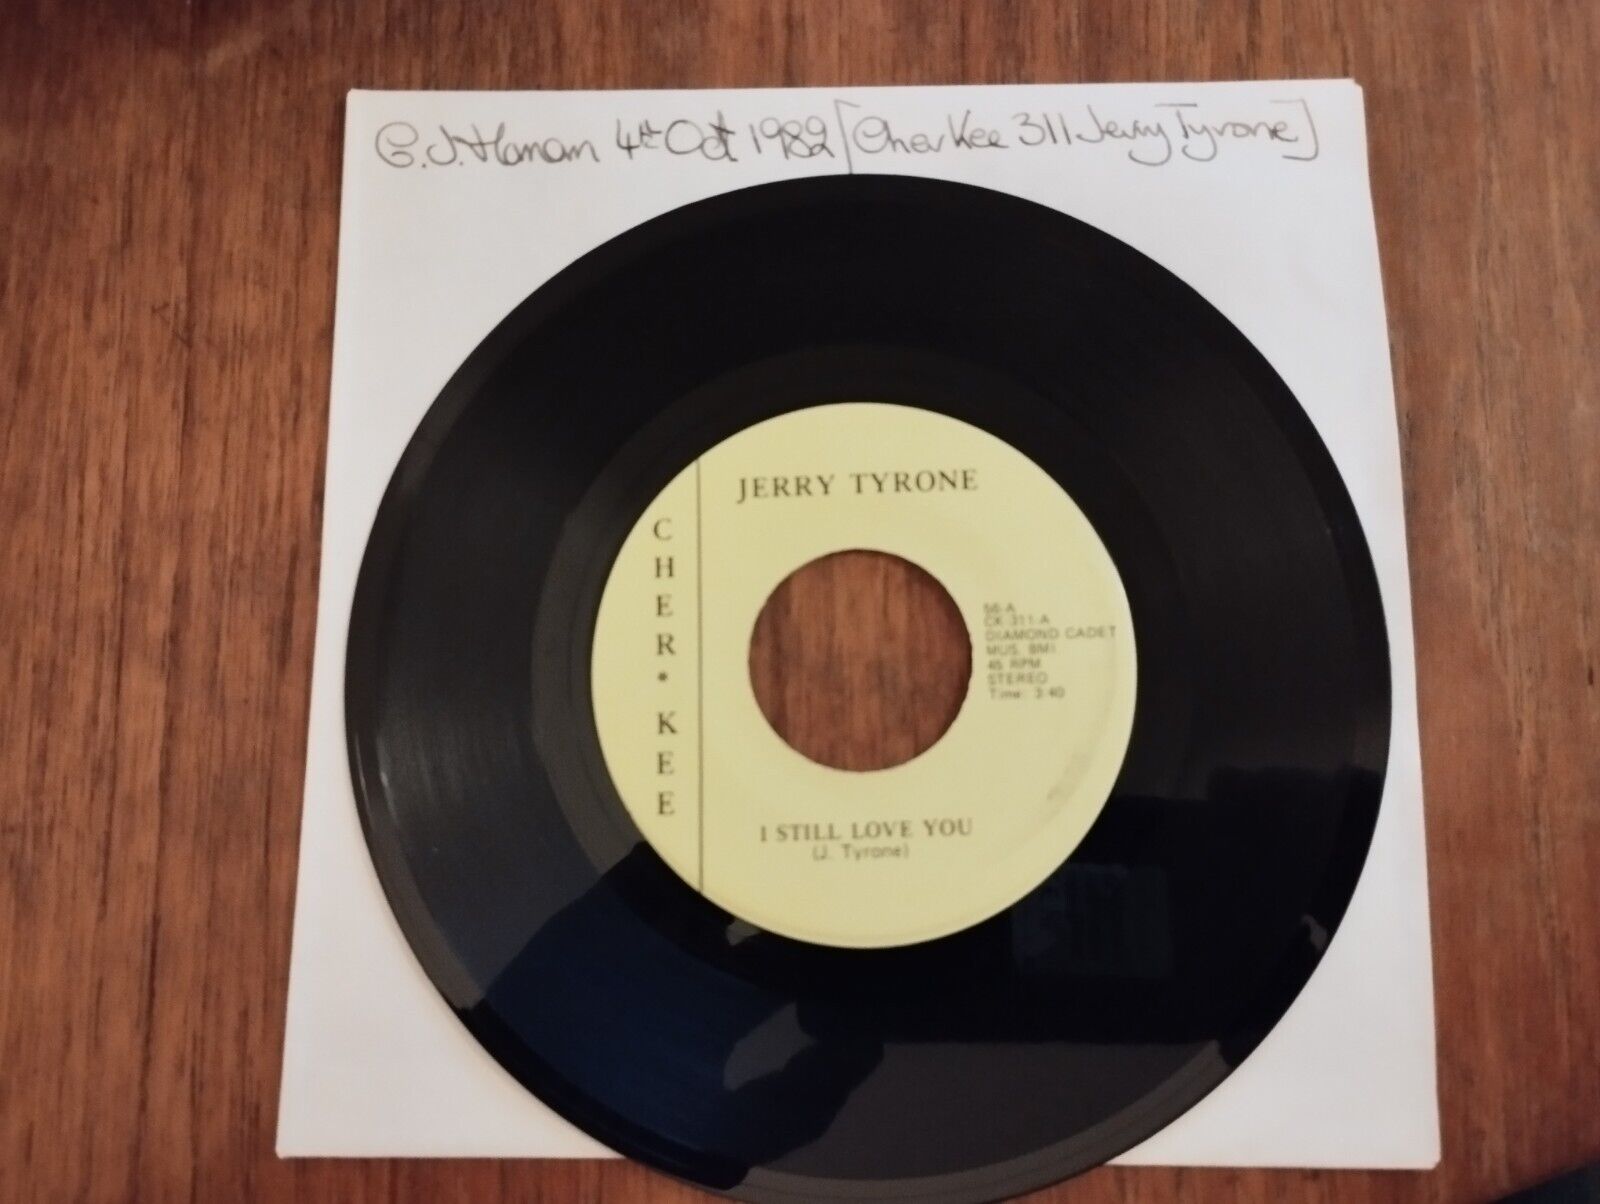 4th Oct 1982 [Cher Kee 311 Jerry Tyrone]
JERRY TYRONE
CHER • KEE
56-A
CK-311-A
DIAMOND CADET
MUS. BMI
45 RPM
STEREO
Time: 3:40
I STILL LOVE YOU
(J. Tyrone)